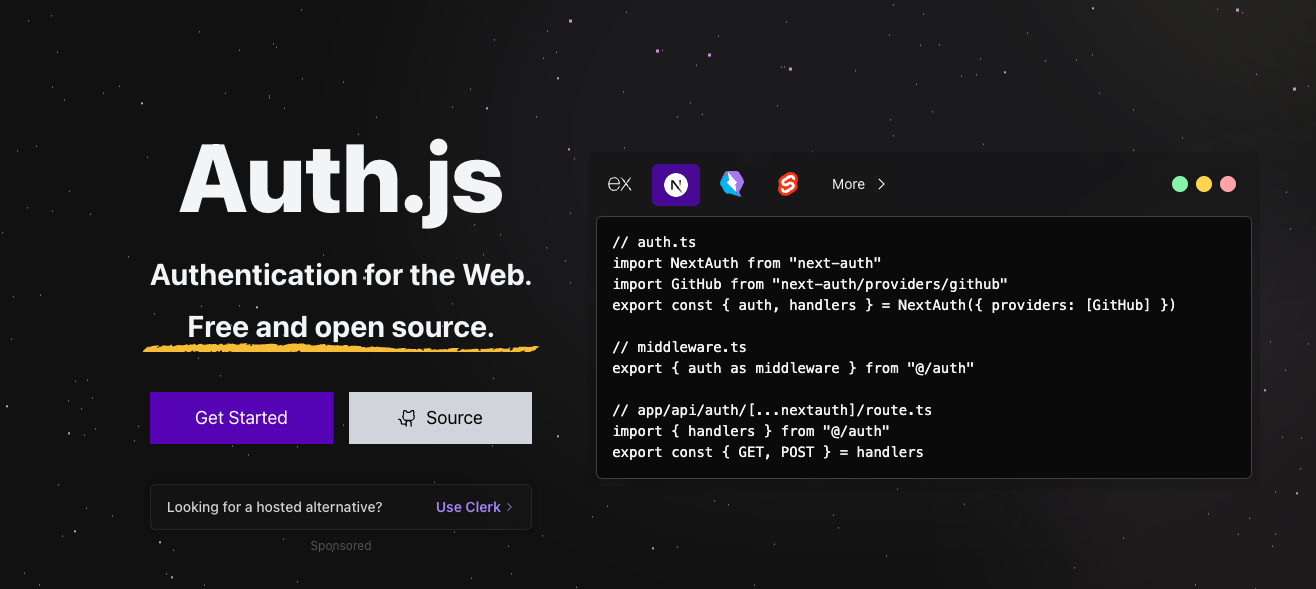 Auth.js
Authentication for the Web.
Free and open source.
Get Started
Source
Looking for a hosted alternative?
Use Clerk
Sponsored
ex
N
More
// auth.ts
import NextAuth from "next-auth"
import GitHub from "next-auth/providers/github"
export const { auth, handlers } = NextAuth({ providers: [GitHub] })
// middleware.ts
export { auth as middleware } from "@/auth"
// app/api/auth/[...nextauth]/route.ts
import { handlers } from "@/auth"
export const { GET, POST } = handlers